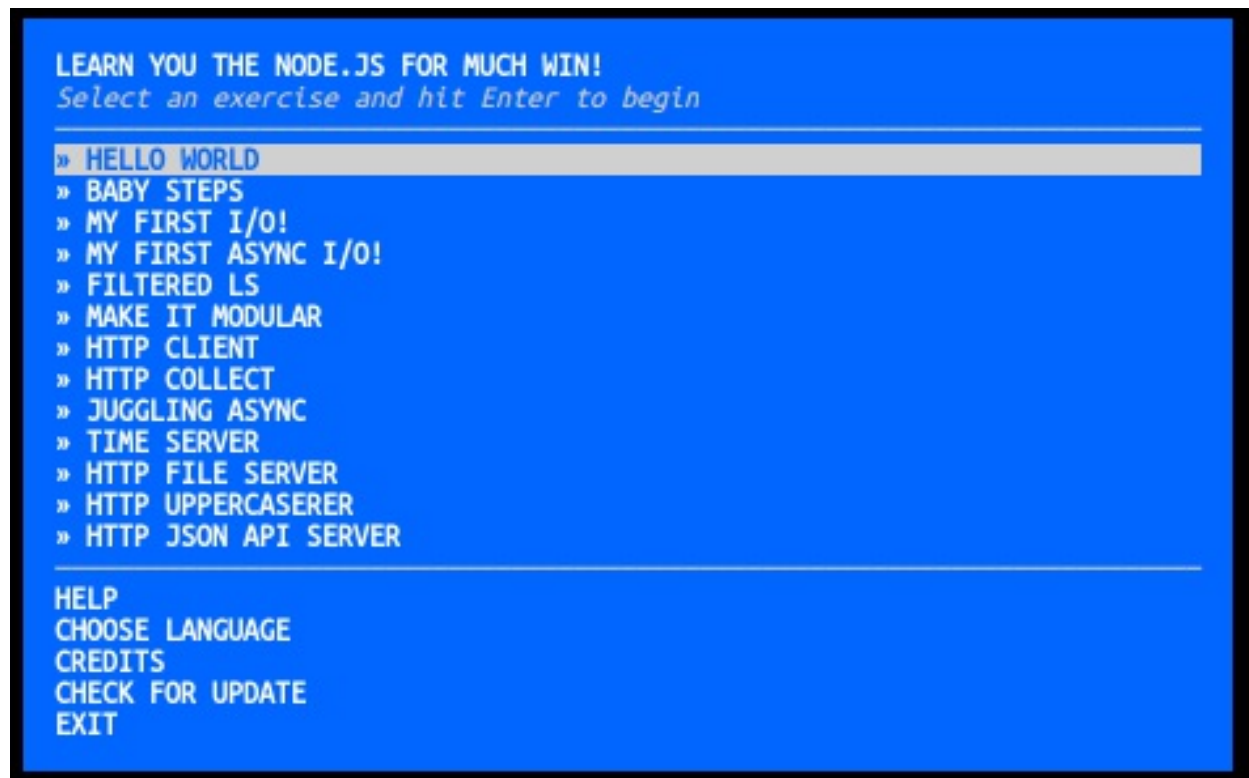 LEARN YOU THE NODE.JS FOR MUCH WIN!
Select an exercise and hit Enter to begin
» HELLO WORLD
» BABY STEPS
» MY FIRST I/O!
» MY FIRST ASYNC I/O!
» FILTERED LS
» MAKE IT MODULAR
» HTTP CLIENT
» HTTP COLLECT
» JUGGLING ASYNC
» TIME SERVER
» HTTP FILE SERVER
» HTTP UPPERCASERER
» HTTP JSON API SERVER
HELP
CHOOSE LANGUAGE
CREDITS
CHECK FOR UPDATE
EXIT